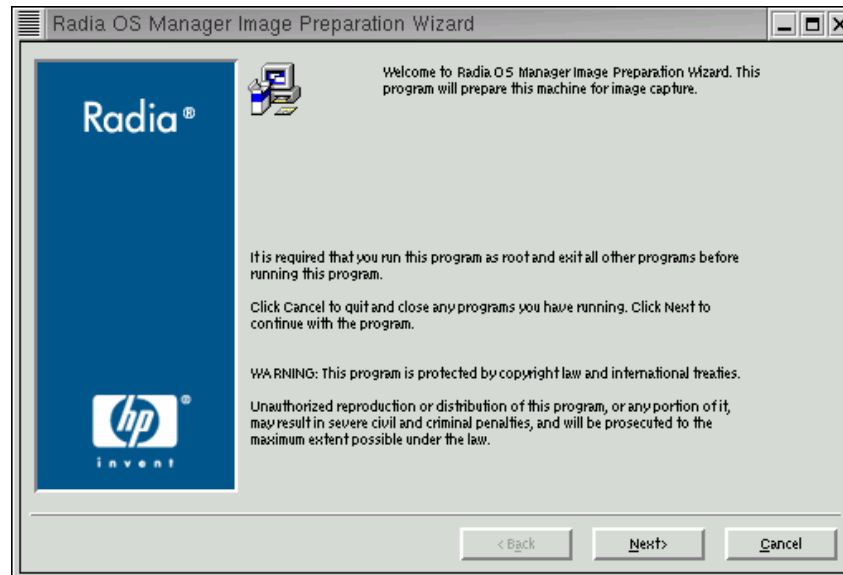 Radia OS Manager Image Preparation Wizard
Radia®
Welcome to Radia OS Manager Image Preparation Wizard. This
program will prepare this machine for image capture.
It is required that you run this program as root and exit all other programs before
running this program.
Click Cancel to quit and close any programs you have running. Click Next to
continue with the program.
WARNING: This program is protected by copyright law and international treaties.
Unauthorized reproduction or distribution of this program, or any portion of it,
may result in severe civil and criminal penalties, and will be prosecuted to the
maximum extent possible under the law.
hp®
invent
< Back
Next>
Cancel